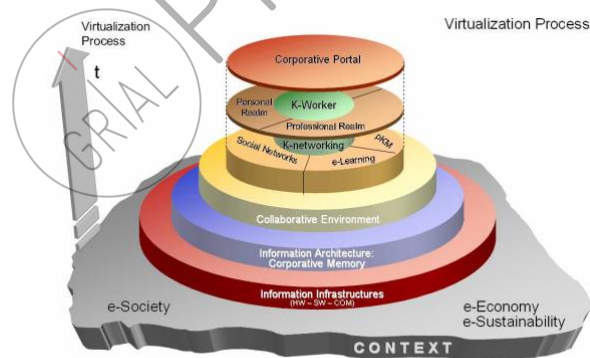 Virtualization
Process
t
Virtualization Process
GRIAL
Corporative Portal
Personal
Realm
K-Worker
Professional Realm
Social Networks
K-networking
pKM
e-Learning
Collaborative Environment
Information Architecture:
Corporative Memory
Information Infrastructures
(HW – SW – COM)
e-Society
e-Economy
e-Sustainability
CONTEXT